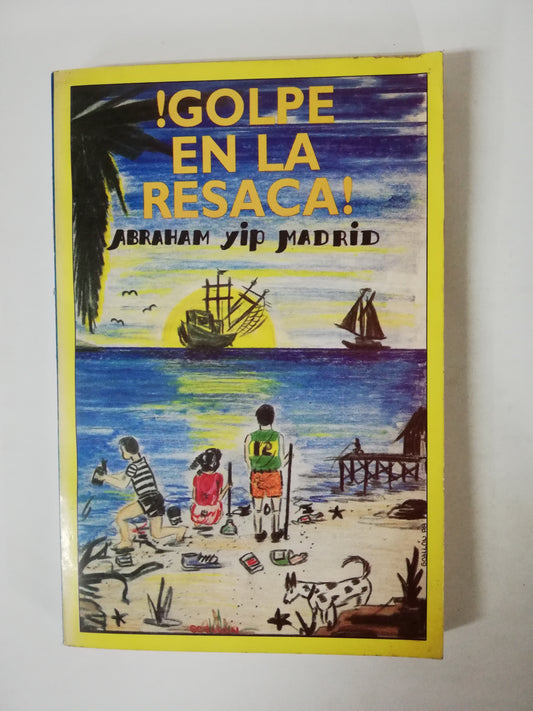 !GOLPE
EN LA
RESACA!
ABRAHAM yip MADRID
12